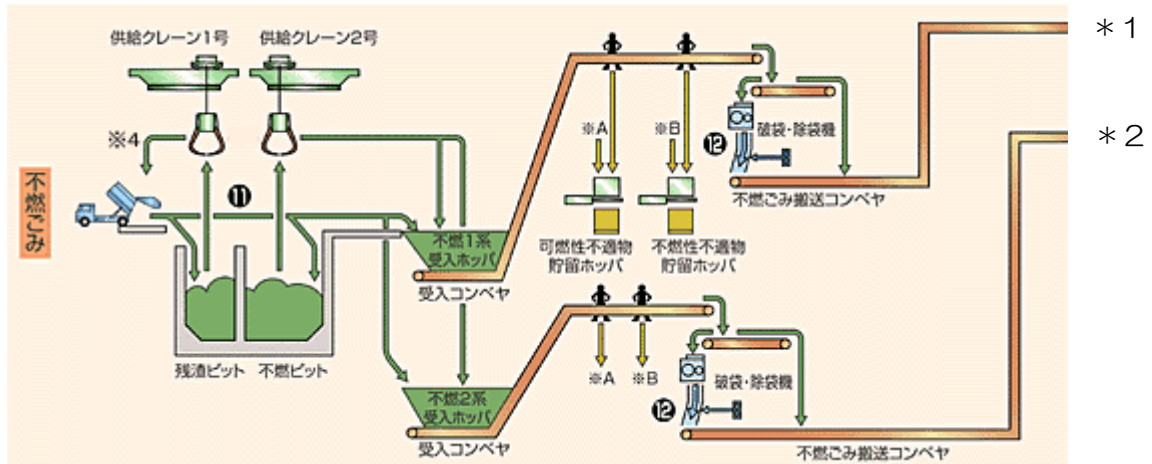 供給クレーン1号
供給クレーン2号
＊1
＊2
※4
不燃ごみ
⓫
不燃1系
受入ホッパ
受入コンベヤ
残渣ピット
不燃ピット
不燃2系
受入ホッパ
受入コンベヤ
※A
※B
可燃性不適物
貯留ホッパ
不燃性不適物
貯留ホッパ
⓬
破袋・除袋機
不燃ごみ搬送コンベヤ
※A
※B
⓬
破袋・除袋機
不燃ごみ搬送コンベヤ